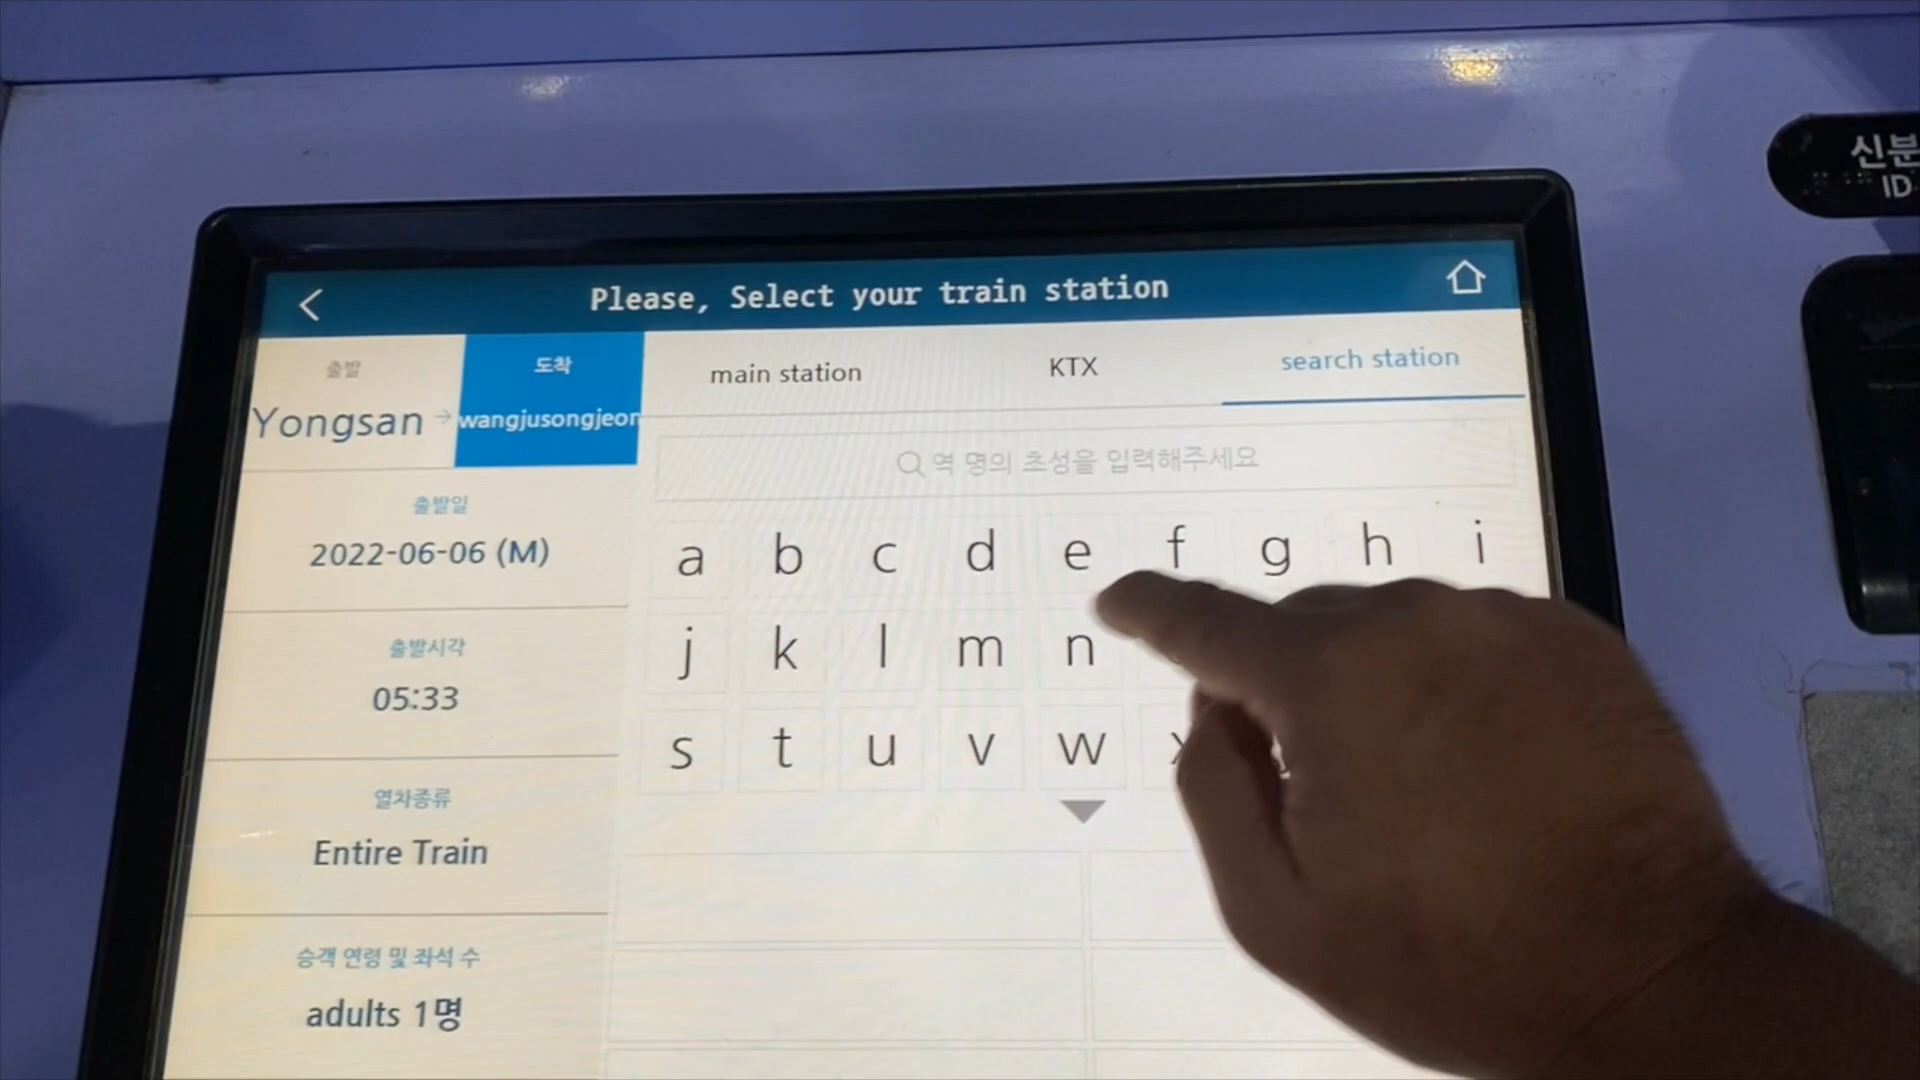 신분
ID
Please, Select your train station
출발
도착
Yongsan
wangjusongjeon
main station
KTX
search station
역 명의 초성을 입력해주세요
출발일
2022-06-06 (M)
출발시각
05:33
열차종류
Entire Train
승객 연령 및 좌석 수
adults 1명
a b c d e f g h i
j k l m n
s t u v w x